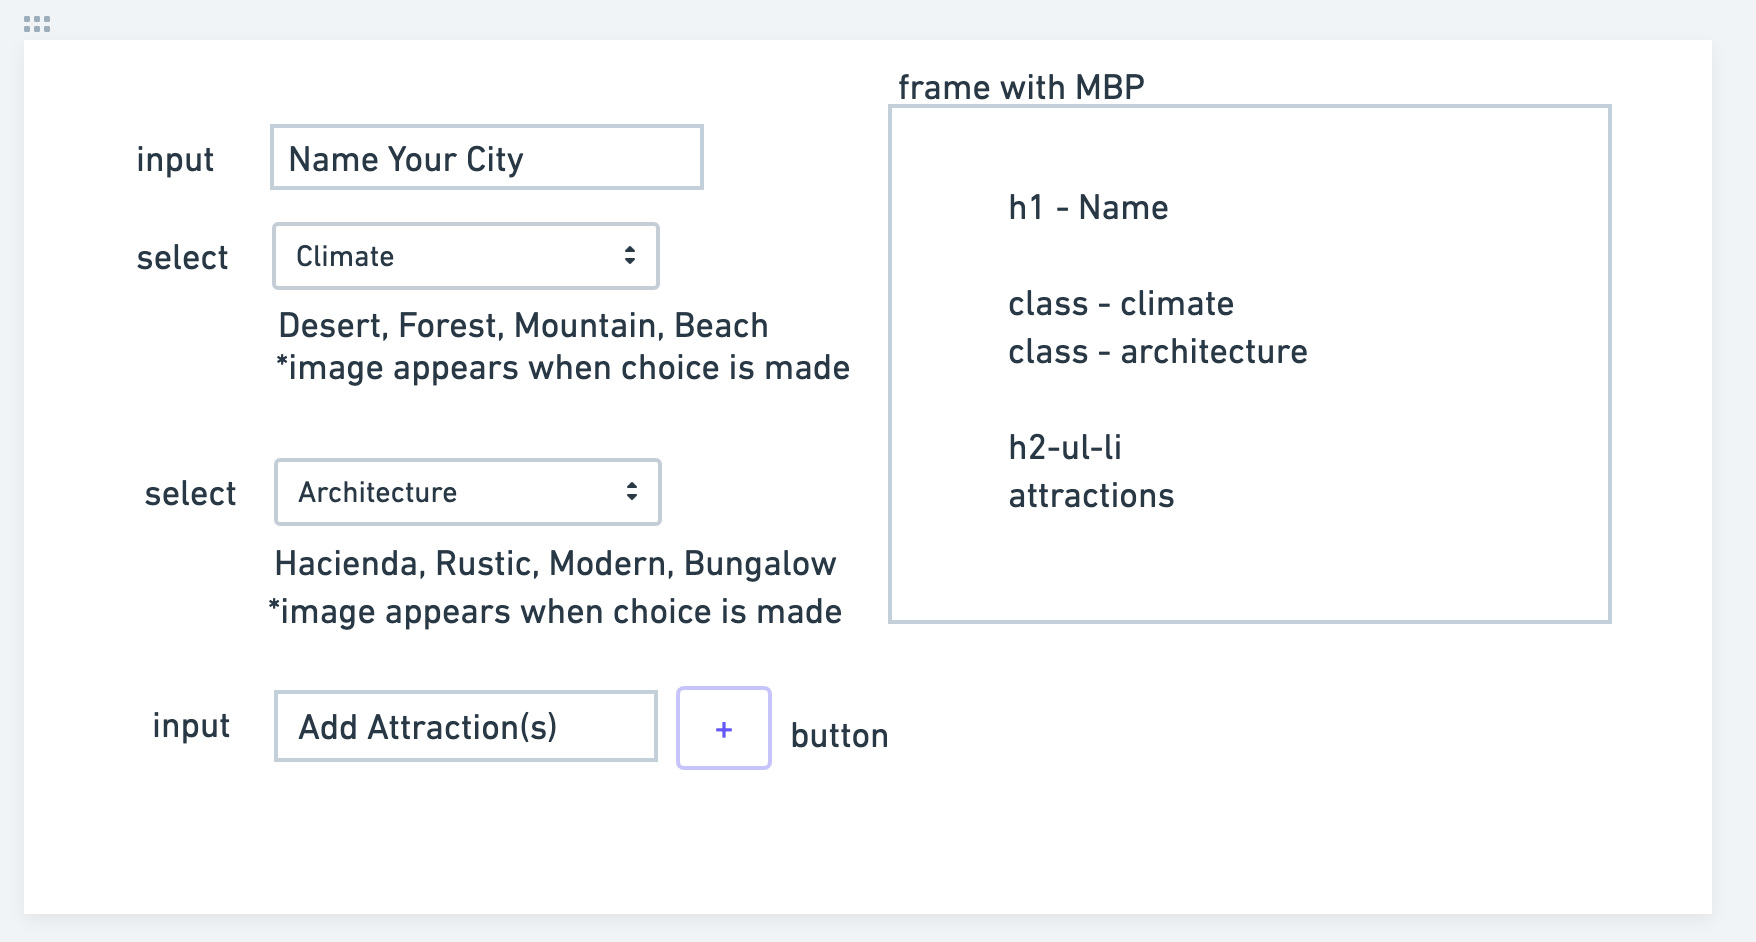 input
Name Your City
select
Climate
Desert, Forest, Mountain, Beach
*image appears when choice is made
select
Architecture
Hacienda, Rustic, Modern, Bungalow
*image appears when choice is made
input
Add Attraction(s)
+
button
frame with MBP
h1 - Name
class - climate
class - architecture
h2-ul-li
attractions